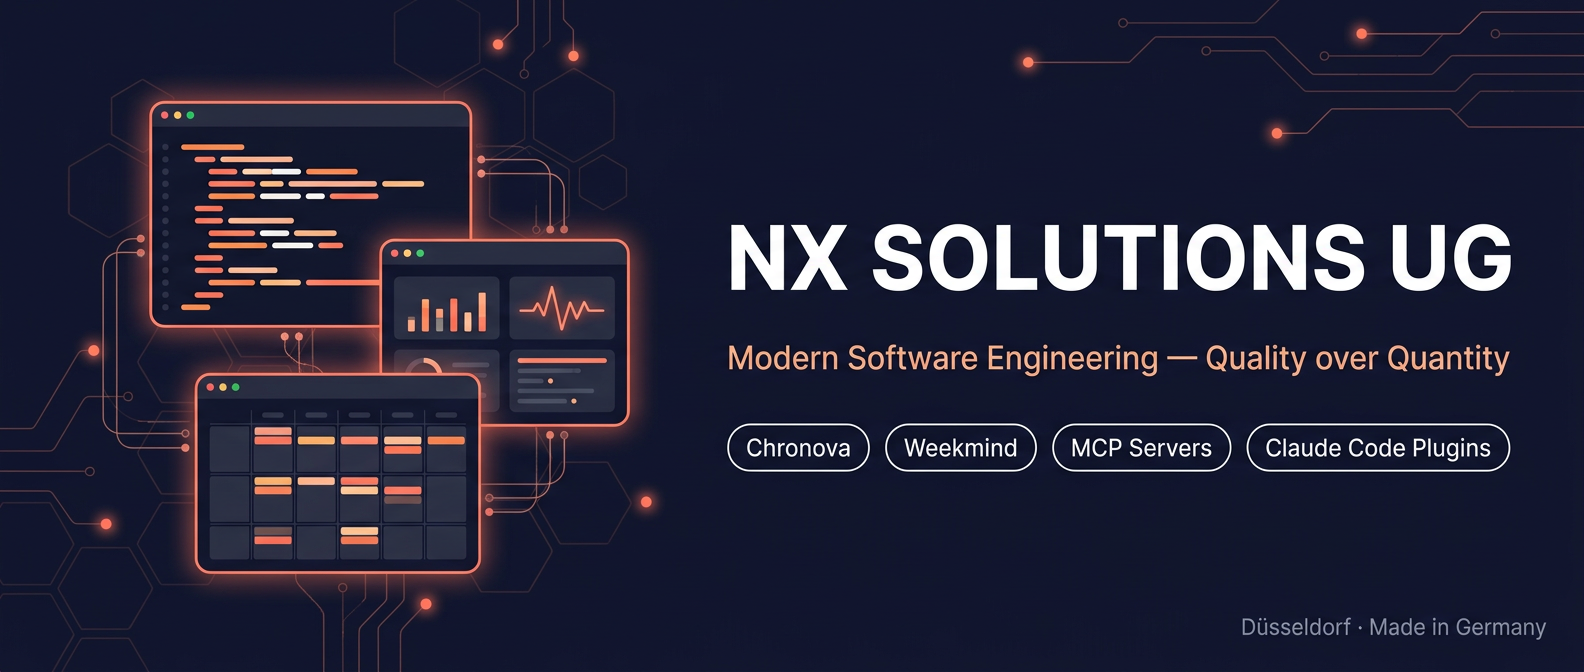 NX SOLUTIONS UG
Modern Software Engineering — Quality over Quantity
Chronova Weekmind MCP Servers Claude Code Plugins
Düsseldorf · Made in Germany